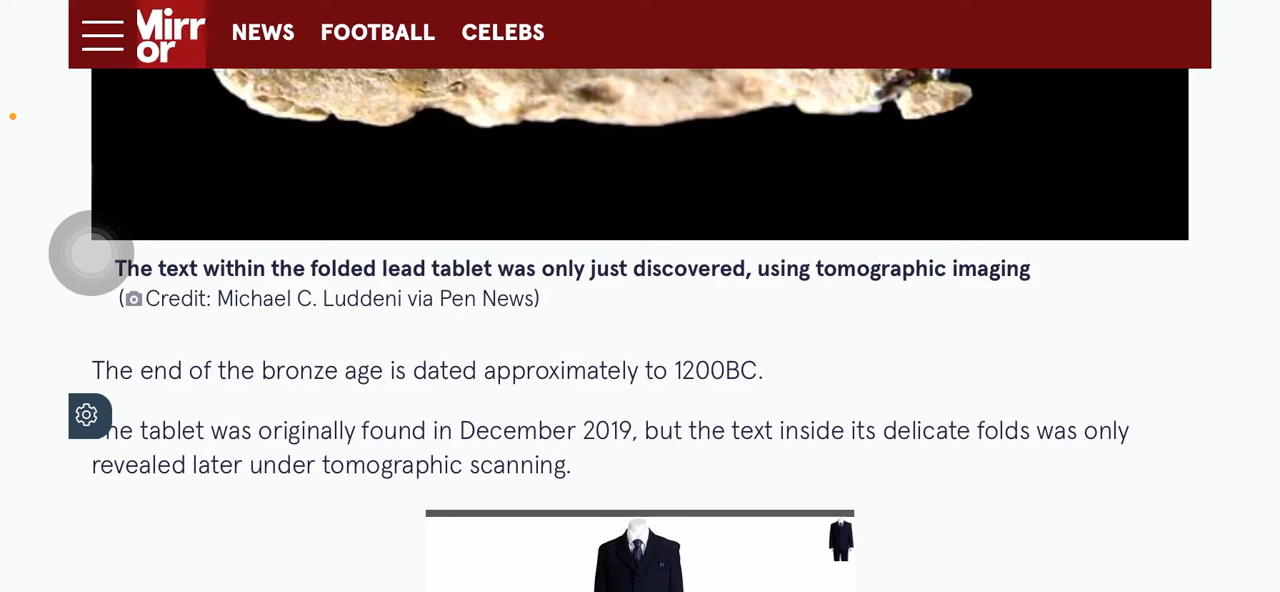 Mirr
or
NEWS FOOTBALL CELEBS
The text within the folded lead tablet was only just discovered, using tomographic imaging
(Credit: Michael C. Luddeni via Pen News)
The end of the bronze age is dated approximately to 1200BC.
The tablet was originally found in December 2019, but the text inside its delicate folds was only
revealed later under tomographic scanning.